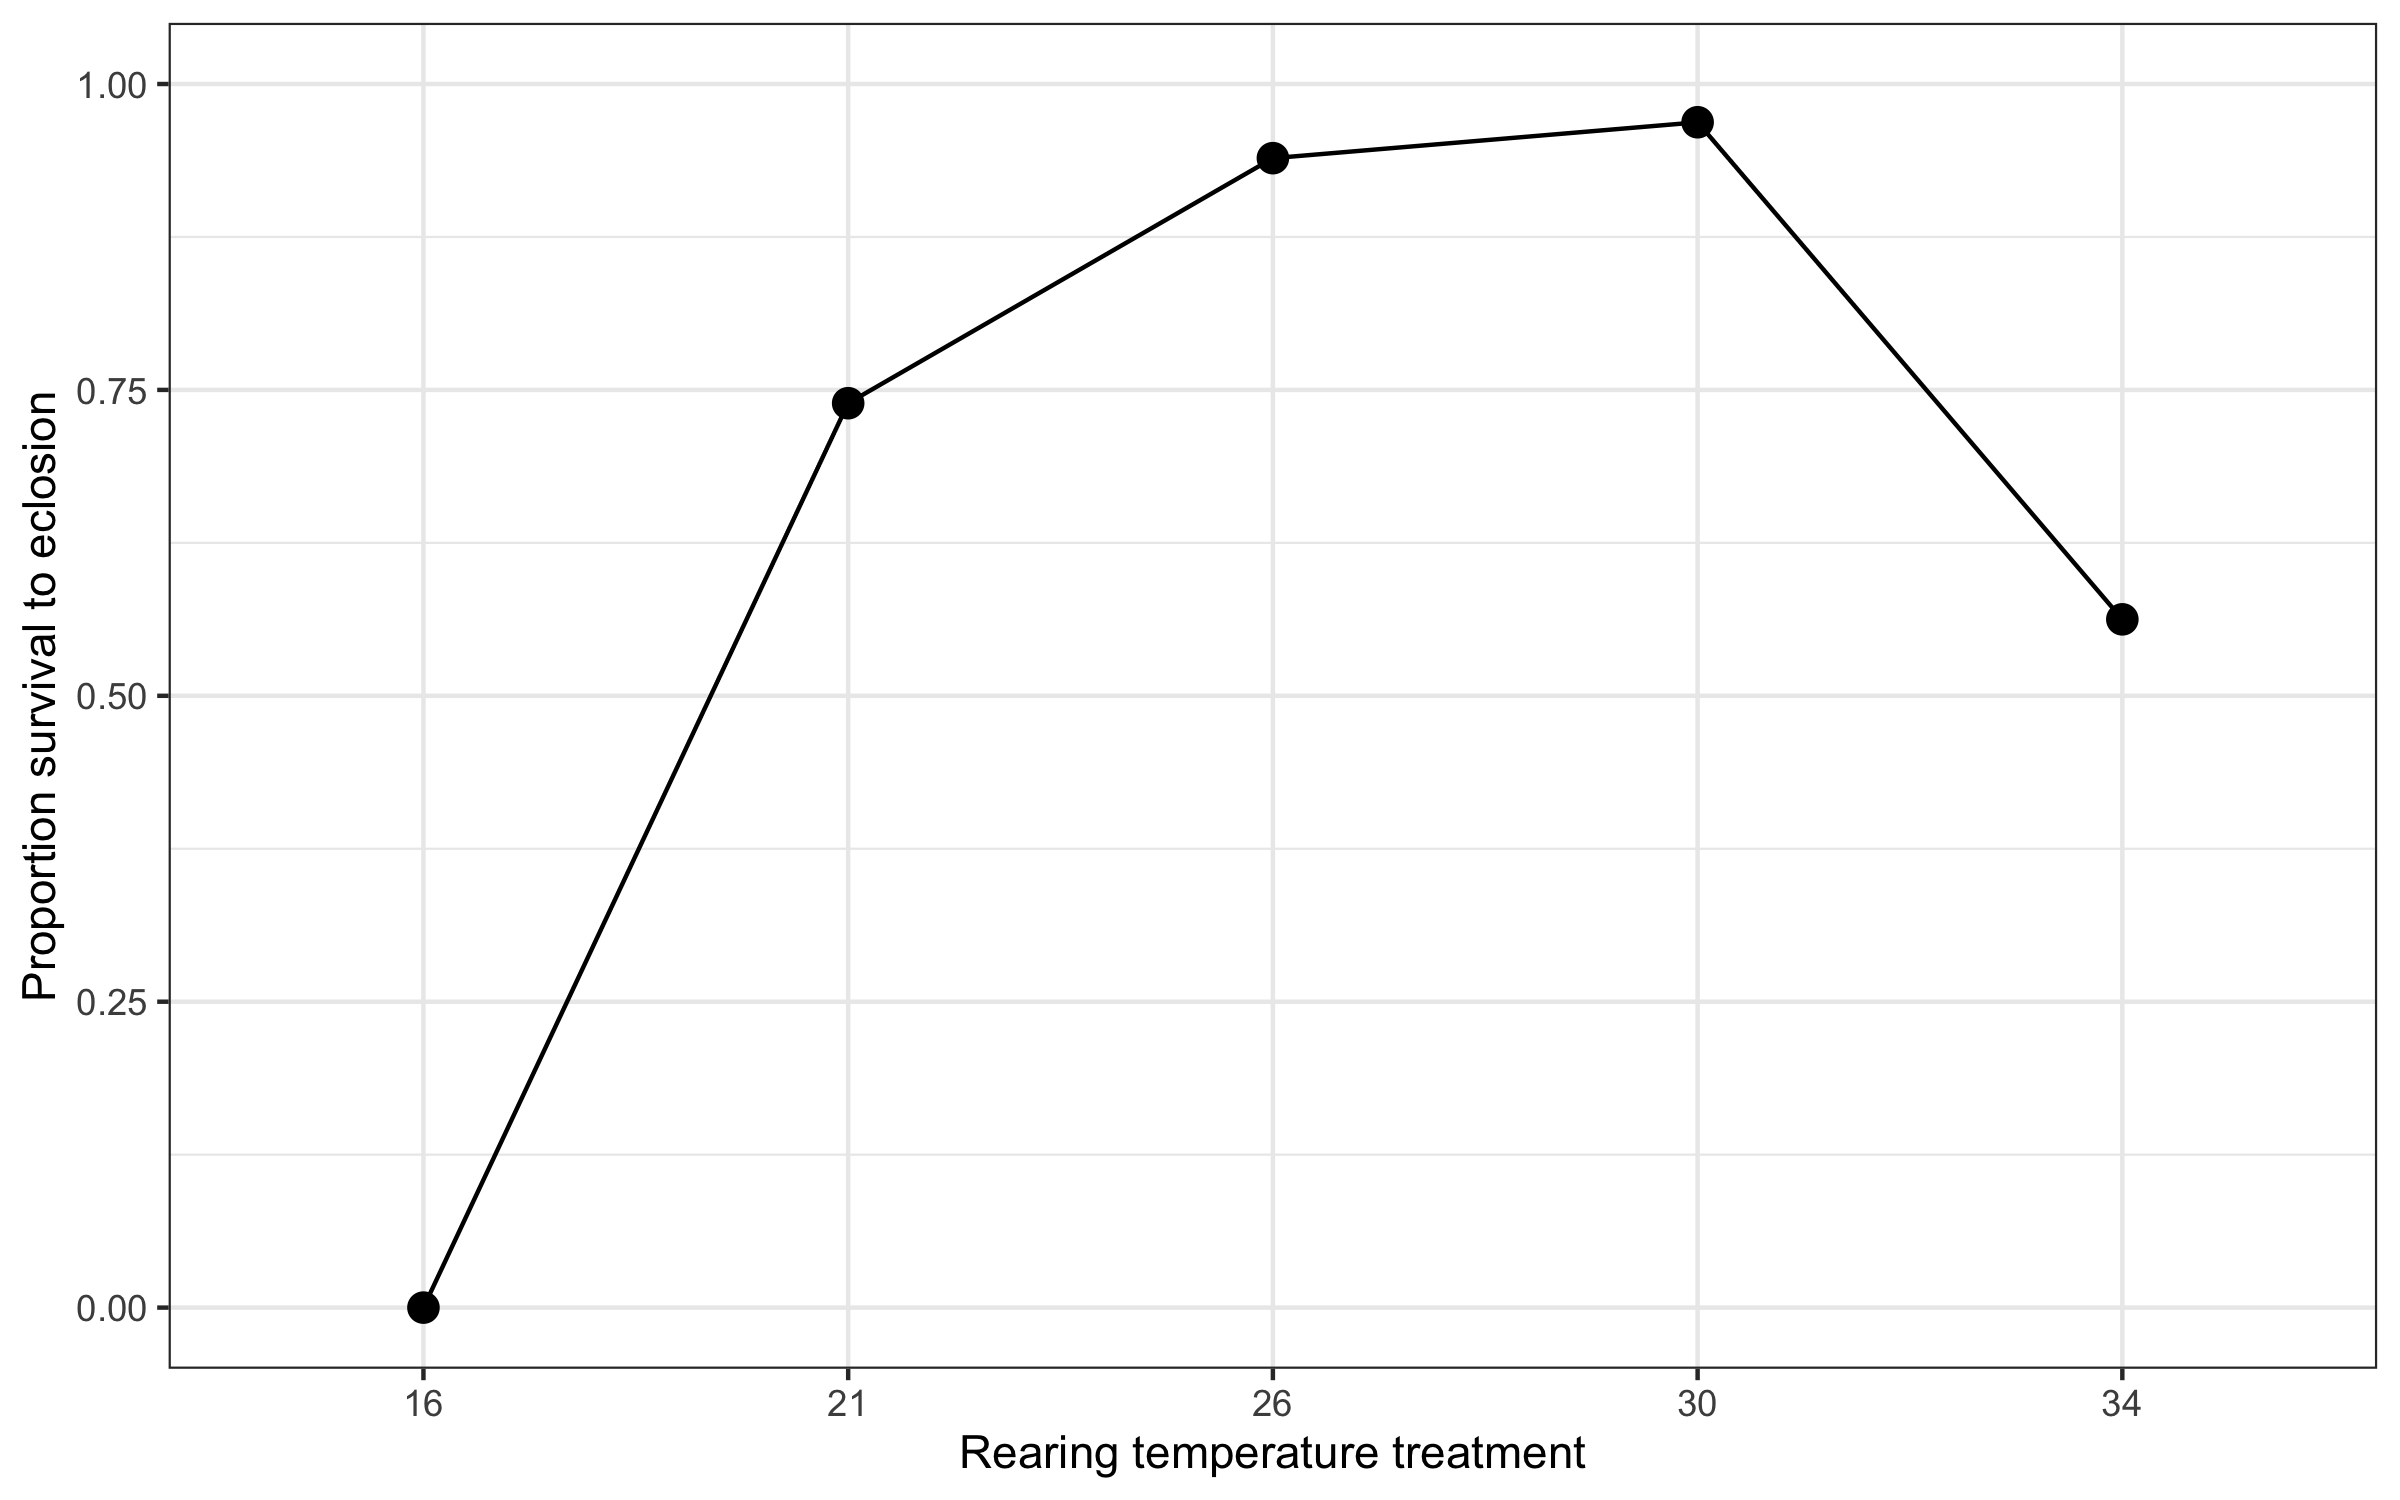 Proportion survival to eclosion
1.00
0.75
0.50
0.25
0.00
16 21 26 30 34
Rearing temperature treatment